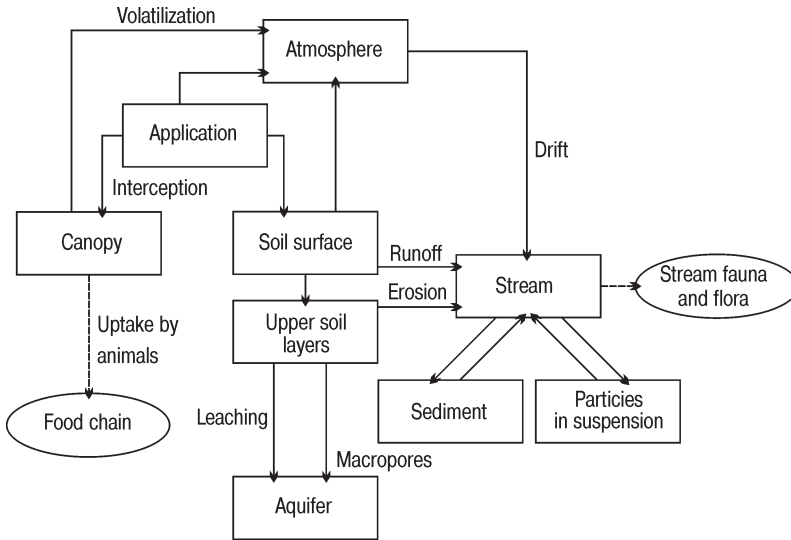 Volatilization
Atmosphere
Application
Drift
Interception
Canopy
Soil surface
Runoff
Stream
Stream fauna
and flora
Erosion
Upper soil
layers
Uptake by
animals
Food chain
Leaching
Sediment
Particies
in suspension
Macropores
Aquifer